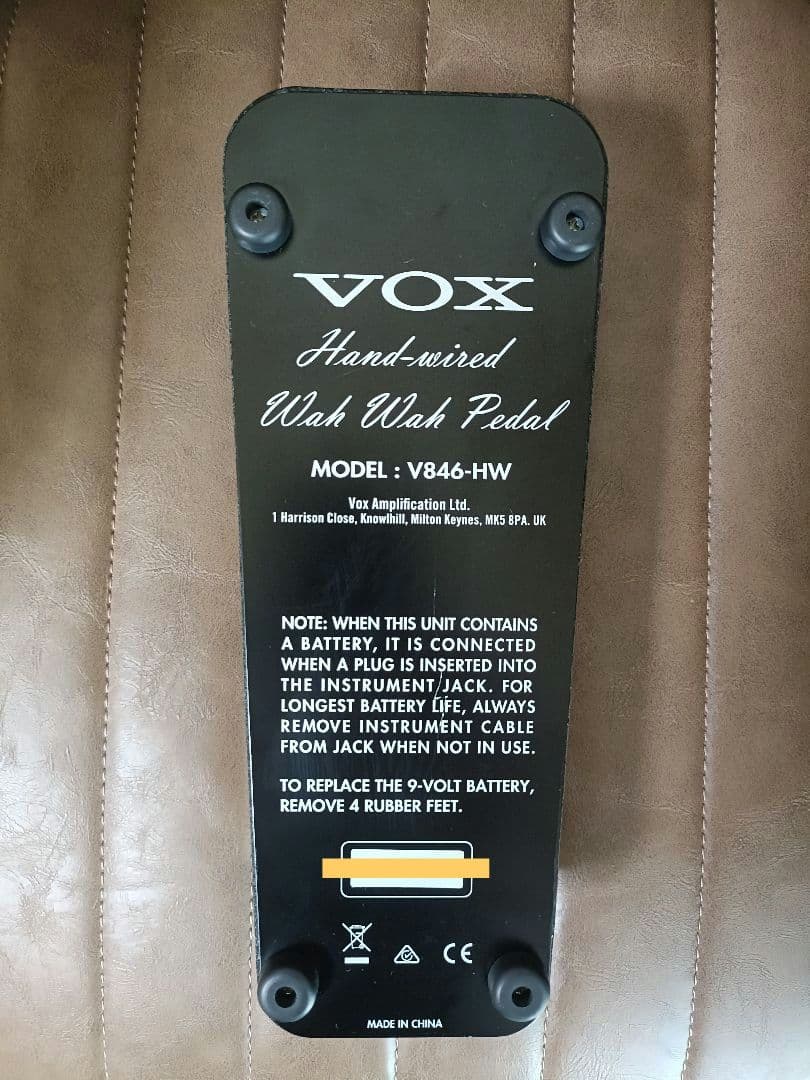 VOX
Hand-wired
Wah Wah Pedal
MODEL : V846-HW
Vox Amplification Ltd.
1 Harrison Close, Knowlhill, Milton Keynes, MK5 8PA. UK
NOTE: WHEN THIS UNIT CONTAINS
A BATTERY, IT IS CONNECTED
WHEN A PLUG IS INSERTED INTO
THE INSTRUMENT JACK. FOR
LONGEST BATTERY LIFE, ALWAYS
REMOVE INSTRUMENT CABLE
FROM JACK WHEN NOT IN USE.
TO REPLACE THE 9-VOLT BATTERY,
REMOVE 4 RUBBER FEET.
CE
MADE IN CHINA